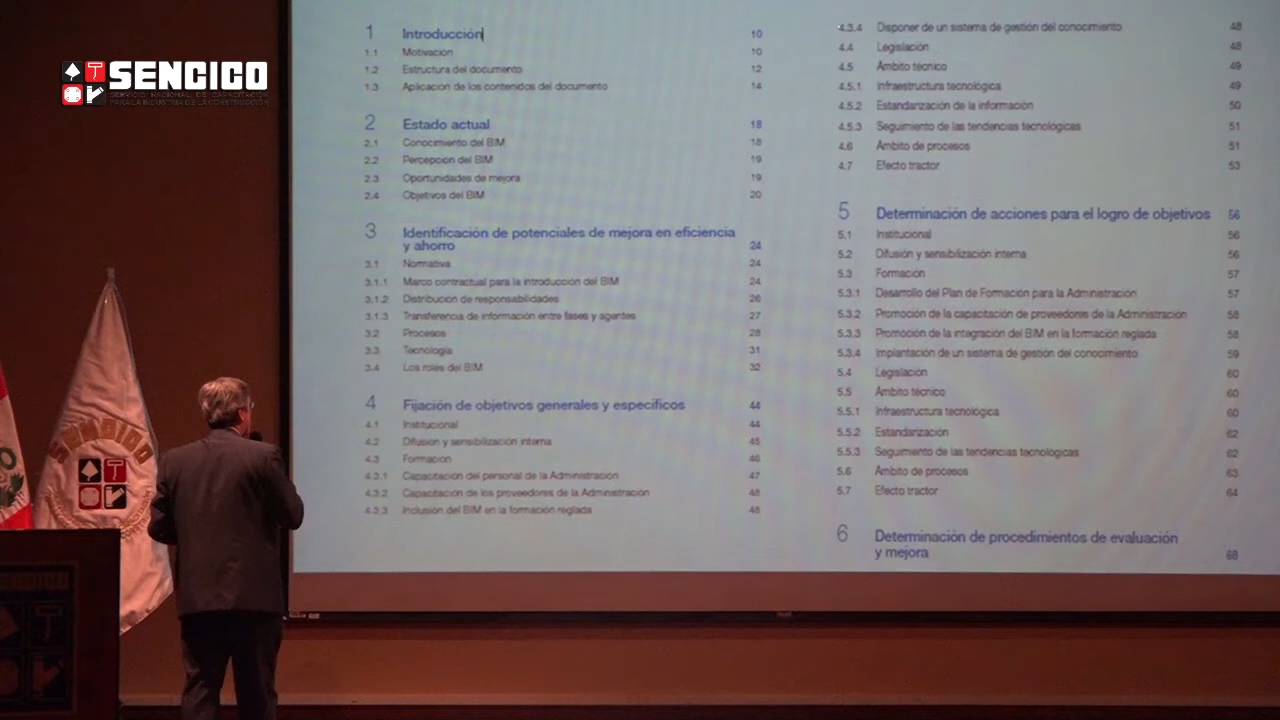 SENCICO
SERVICIO NACIONAL DE CAPACITACIÓN
PARA LA INDUSTRIA DE LA CONSTRUCCIÓN
1 Introducción 10
1.1 Motivación 10
1.2 Estructura del documento 12
1.3 Aplicación de los contenidos del documento 14
2 Estado actual 18
2.1 Conocimiento del BIM 18
2.2 Percepción del BIM 19
2.3 Oportunidades de mejora 19
2.4 Objetivos del BIM 20
3 Identificación de potenciales de mejora en eficiencia
y ahorro 24
3.1 Normativa 24
3.1.1 Marco contractual para la introducción del BIM 24
3.1.2 Distribución de responsabilidades 26
3.1.3 Transferencia de información entre fases y agentes 27
3.2 Procesos 28
3.3 Tecnología 31
3.4 Los roles del BIM 32
4 Fijación de objetivos generales y específicos 44
4.1 Institucional 44
4.2 Difusión y sensibilización interna 45
4.3 Formación 46
4.3.1 Capacitación del personal de la Administración 47
4.3.2 Capacitación de los proveedores de la Administración 48
4.3.3 Inclusión del BIM en la formación reglada 48
4.3.4 Disponer de un sistema de gestión del conocimiento 48
4.4 Legislación 48
4.5 Ámbito técnico 49
4.5.1 Infraestructura tecnológica 49
4.5.2 Estandarización de la información 50
4.5.3 Seguimiento de las tendencias tecnológicas 51
4.6 Ámbito de procesos 51
4.7 Efecto tractor 53
5 Determinación de acciones para el logro de objetivos 56
5.1 Institucional 56
5.2 Difusión y sensibilización interna 56
5.3 Formación 57
5.3.1 Desarrollo del Plan de Formación para la Administración 57
5.3.2 Promoción de la capacitación de proveedores de la Administración 58
5.3.3 Promoción de la integración del BIM en la formación reglada 58
5.3.4 Implantación de un sistema de gestión del conocimiento 59
5.4 Legislación 60
5.5 Ámbito técnico 60
5.5.1 Infraestructura tecnológica 60
5.5.2 Estandarización 62
5.5.3 Seguimiento de las tendencias tecnológicas 62
5.6 Ámbito de procesos 63
5.7 Efecto tractor 64
6 Determinación de procedimientos de evaluación
y mejora 68
SENCICO